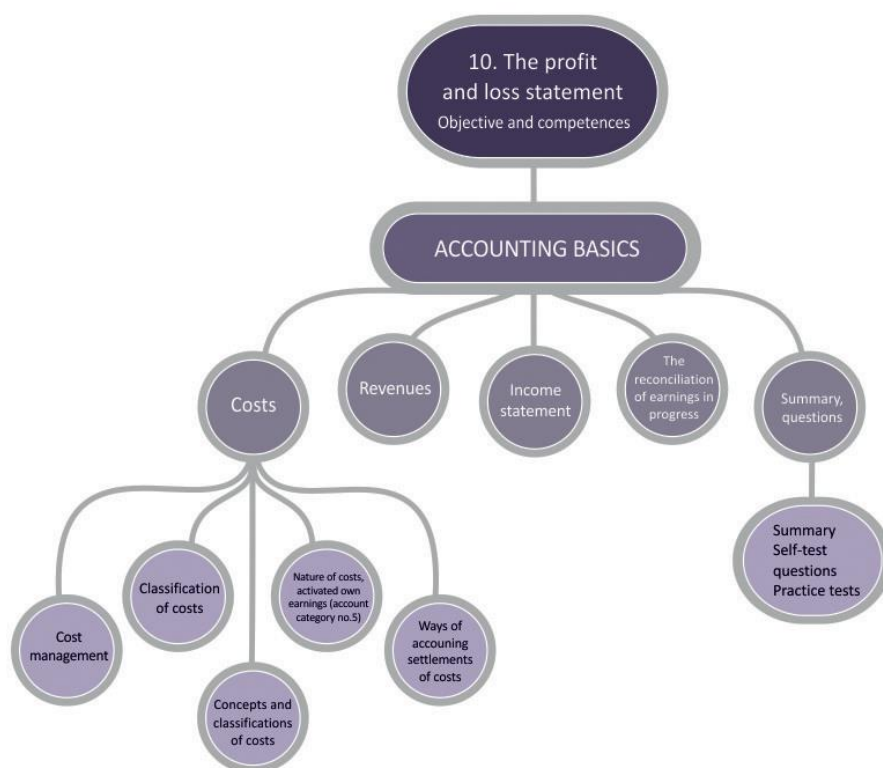 10. The profit
and loss statement
Objective and competences
ACCOUNTING BASICS
Costs
Revenues
Income
statement
The
reconciliation
of earnings in
progress
Summary,
questions
Cost
management
Classification
of costs
Concepts and
classifications
of costs
Nature of costs,
activated own
earnings (account
category no.5)
Ways of
accouning
settlements
of costs
Summary
Self-test
questions
Practice tests